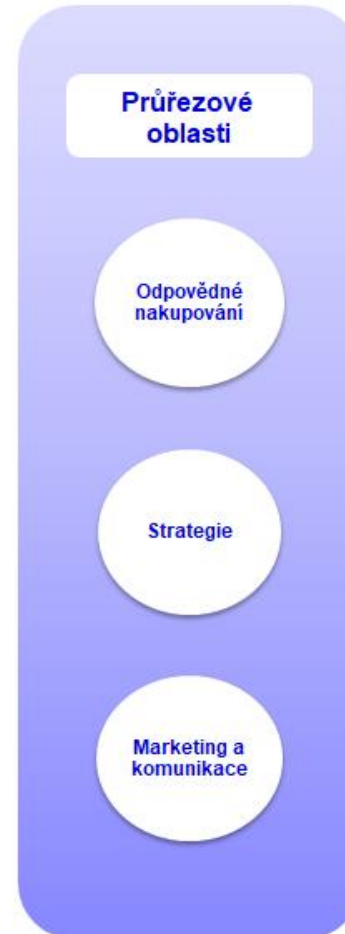 Průřezové
oblasti
Odpovědné
nakupování
Strategie
Marketing a
komunikace